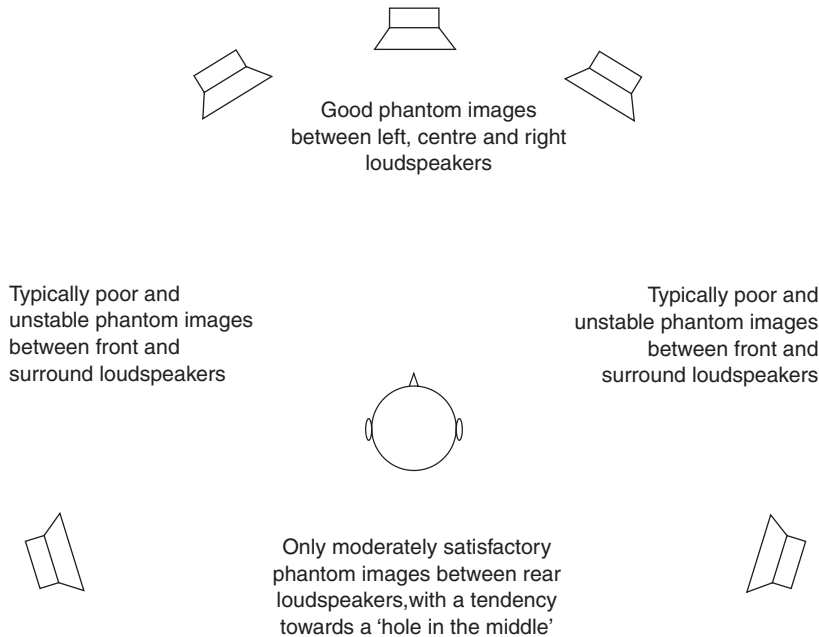 Good phantom images
between left, centre and right
loudspeakers
Typically poor and
unstable phantom images
between front and
surround loudspeakers
Typically poor and
unstable phantom images
between front and
surround loudspeakers
Only moderately satisfactory
phantom images between rear
loudspeakers,with a tendency
towards a ‘hole in the middle’